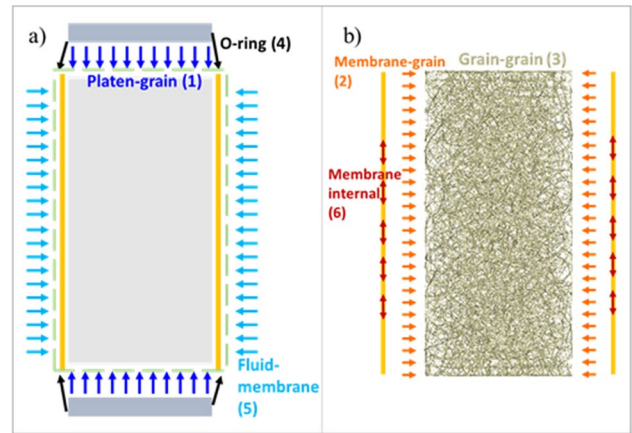 a)
O-ring (4)
Platen-grain (1)
Fluid-
membrane
(5)
b)
Grain-grain (3)
Membrane-grain
(2)
Membrane
internal
(6)